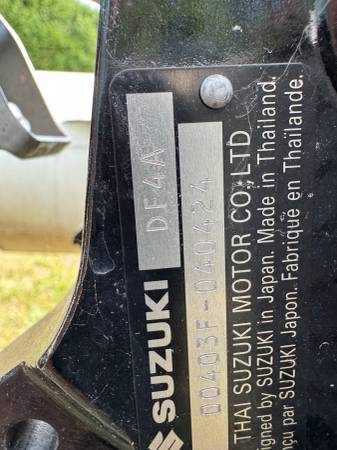 DF4A
SUZUKI
00403F-040424
THAI SUZUKI MOTOR CO.,LTD.
signed by SUZUKI in Japan. Made in Thailand.
nçu par SUZUKI Japon. Fabriqué en Thaïlande.